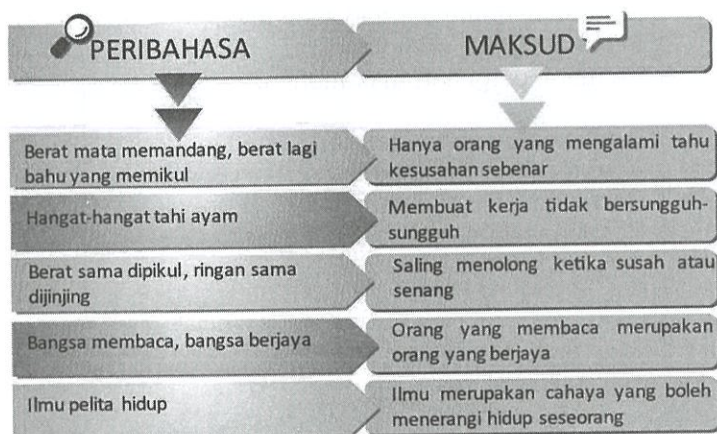 PERIBAHASA
MAKSUD
Berat mata memandang, berat lagi
bahu yang memikul
Hanya orang yang mengalami tahu
kesusahan sebenar
Hangat-hangat tahi ayam
Membuat kerja tidak bersungguh-
sungguh
Berat sama dipikul, ringan sama
dijinjing
Saling menolong ketika susah atau
senang
Bangsa membaca, bangsa berjaya
Orang yang membaca merupakan
orang yang berjaya
Ilmu pelita hidup
Ilmu merupakan cahaya yang boleh
menerangi hidup seseorang